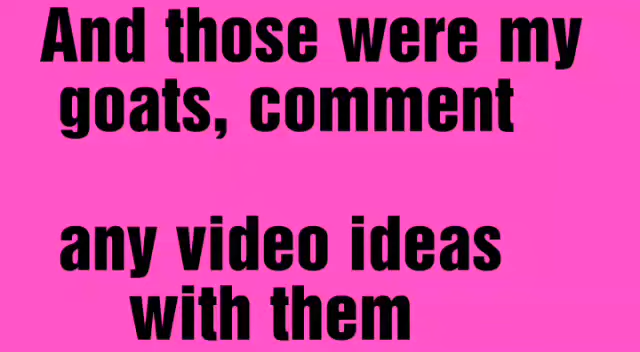 And those were my
goats, comment
any video ideas
with them